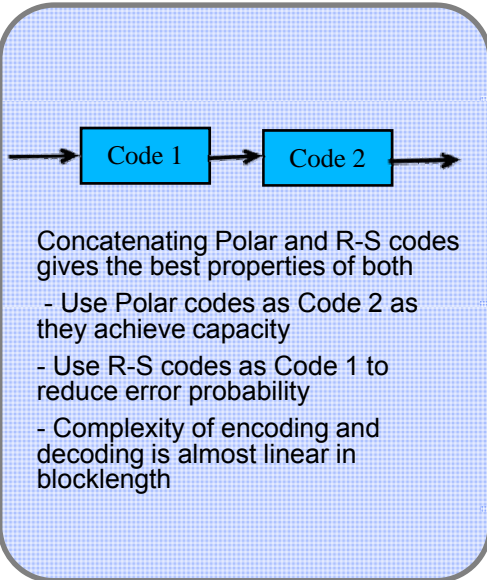 Code 1
Code 2
Concatenating Polar and R-S codes
gives the best properties of both
- Use Polar codes as Code 2 as
they achieve capacity
- Use R-S codes as Code 1 to
reduce error probability
- Complexity of encoding and
decoding is almost linear in
blocklength